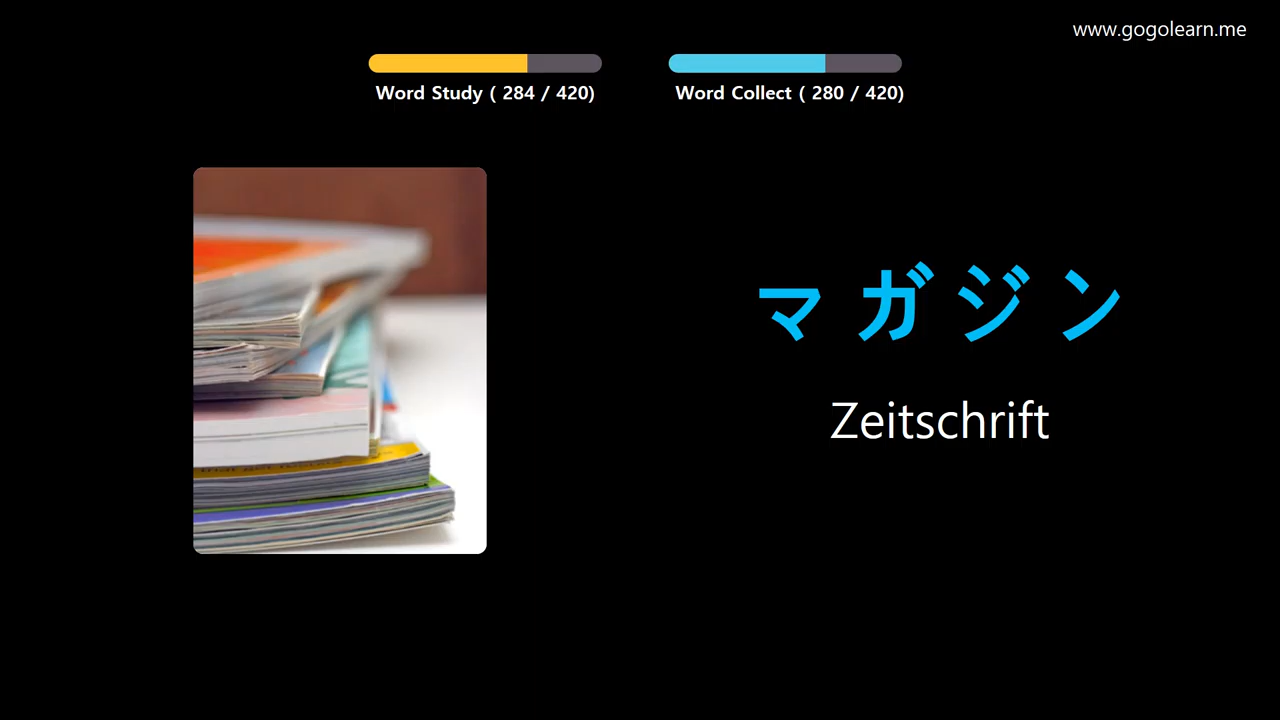 www.gogolearn.me
Word Study ( 284 / 420)
Word Collect ( 280 / 420)
マガジン
Zeitschrift